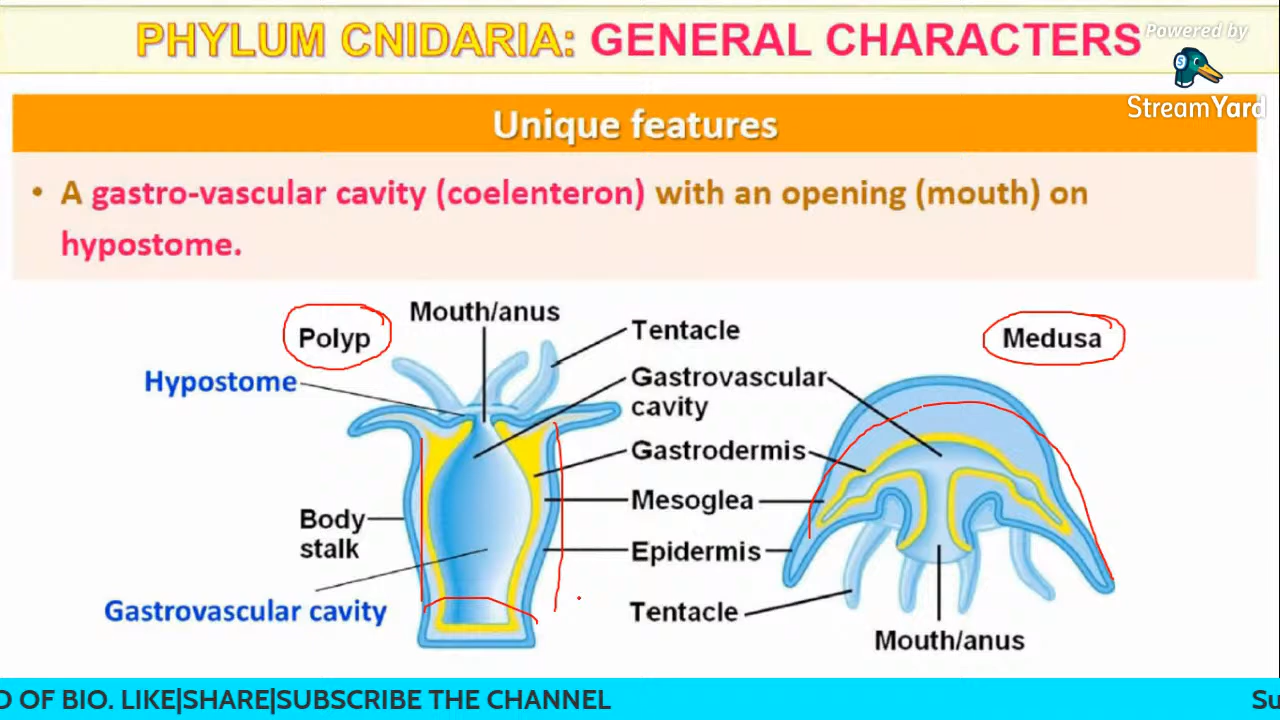 PHYLUM CNIDARIA: GENERAL CHARACTERS
Powered by
S
StreamYard
Unique features
• A gastro-vascular cavity (coelenteron) with an opening (mouth) on
hypostome.
Polyp
Mouth/anus
Tentacle
Medusa
Hypostome
Gastrovascular
cavity
Gastrodermis
Mesoglea
Body
stalk
Epidermis
Gastrovascular cavity
Tentacle
Mouth/anus
D OF BIO. LIKE|SHARE|SUBSCRIBE THE CHANNEL
Su